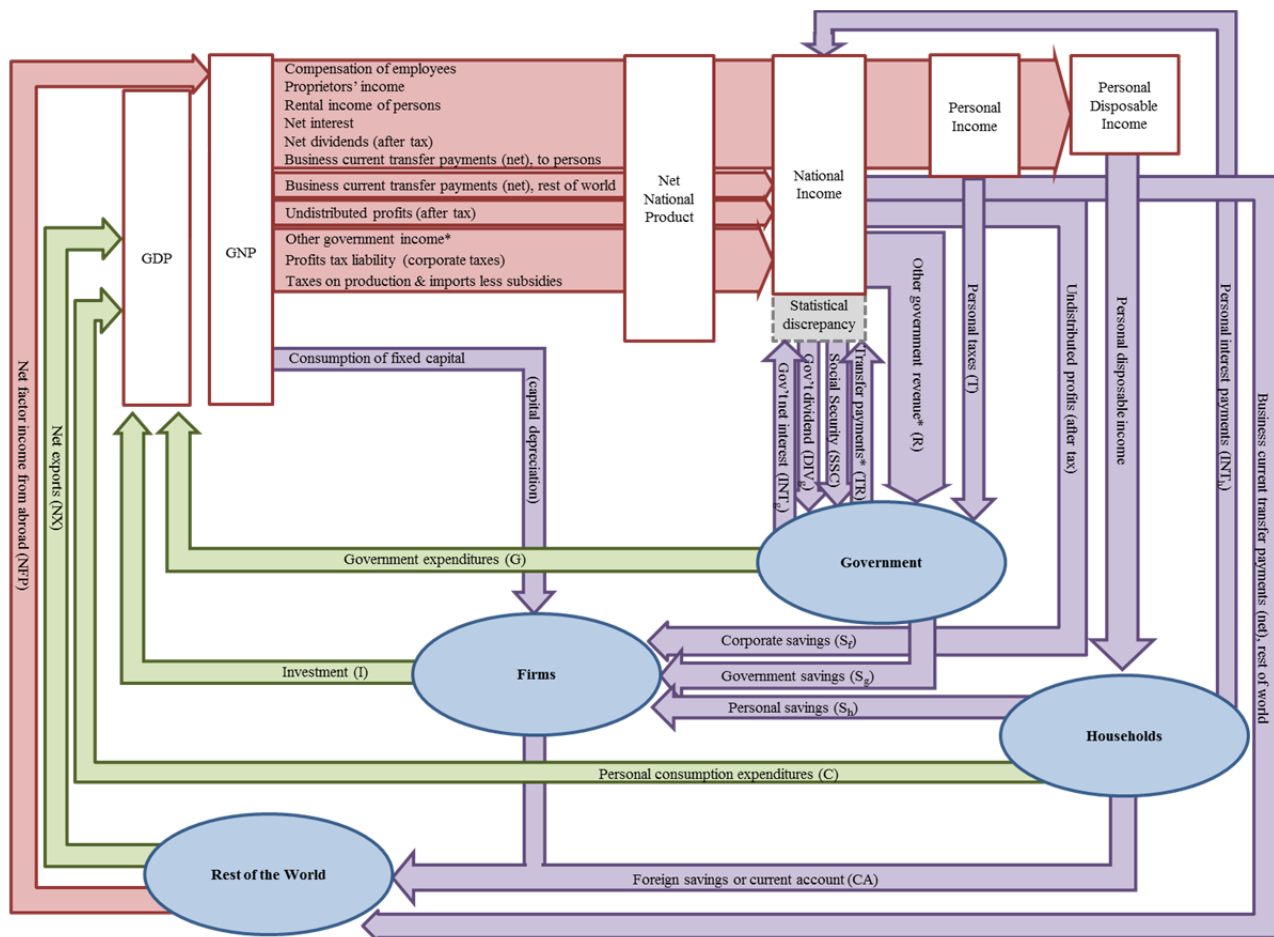 Compensation of employees
Proprietors' income
Rental income of persons
Net interest
Net dividends (after tax)
Business current transfer payments (net), to persons
Business current transfer payments (net), rest of world
Undistributed profits (after tax)
Other government income*
Profits tax liability (corporate taxes)
Taxes on production & imports less subsidies
Consumption of fixed capital
GDP
GNP
Net
National
Product
National
Income
Statistical
discrepancy
Personal
Income
Personal
Disposable
Income
Net factor income from abroad (NFP)
Net exports (NX)
(capital depreciation)
Gov't net interest (INTg)
Gov't dividend (DIVg)
Social Security (SSC)
Transfer payments* (TR)
Other government
revenue* (R)
Personal taxes (T)
Undistributed profits (after tax)
Personal disposable income
Personal interest payments (INTh)
Business current transfer payments (net), rest of world
Government expenditures (G)
Government
Corporate savings (Sf)
Firms
Investment (I)
Government savings (Sg)
Personal savings (Sh)
Households
Personal consumption expenditures (C)
Rest of the World
Foreign savings or current account (CA)